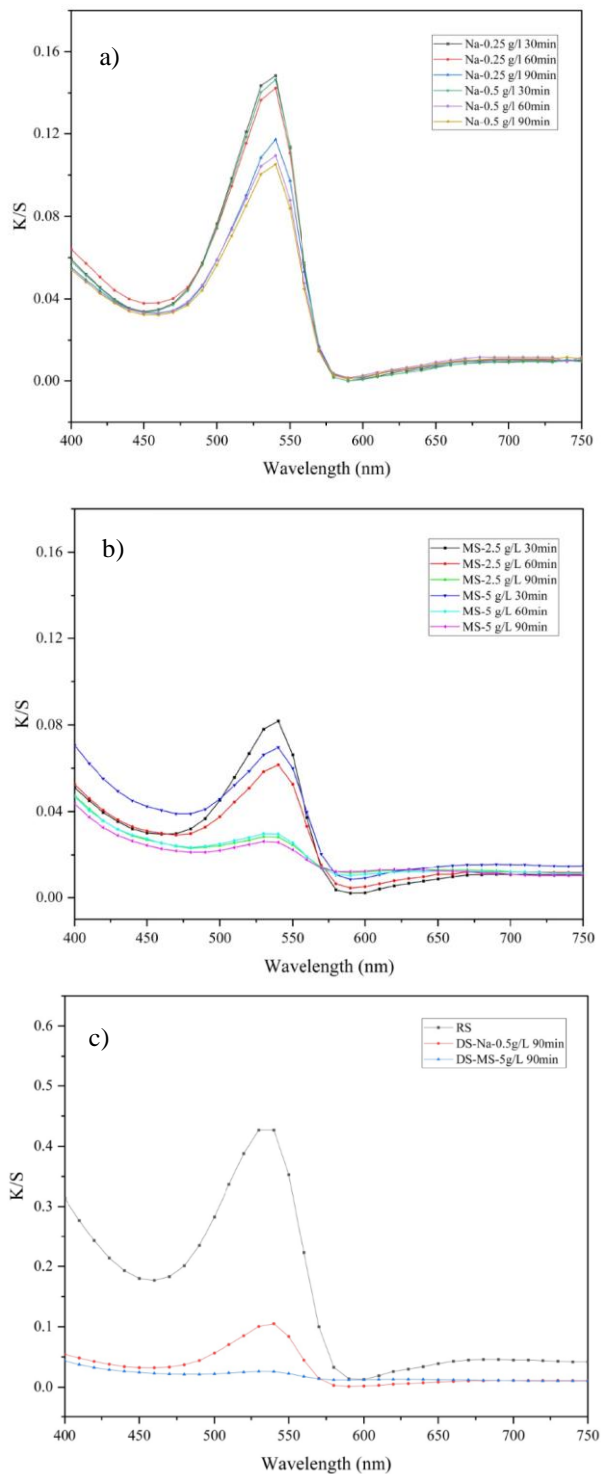 a)
Na-0.25 g/l 30min
Na-0.25 g/l 60min
Na-0.25 g/l 90min
Na-0.5 g/l 30min
Na-0.5 g/l 60min
Na-0.5 g/l 90min
K/S
0.16
0.12
0.08
0.04
0.00
400 450 500 550 600 650 700 750
Wavelength (nm)
b)
MS-2.5 g/L 30min
MS-2.5 g/L 60min
MS-2.5 g/L 90min
MS-5 g/L 30min
MS-5 g/L 60min
MS-5 g/L 90min
K/S
0.16
0.12
0.08
0.04
0.00
400 450 500 550 600 650 700 750
Wavelength (nm)
c)
RS
DS-Na-0.5g/L 90min
DS-MS-5g/L 90min
K/S
0.6
0.5
0.4
0.3
0.2
0.1
0.0
400 450 500 550 600 650 700 750
Wavelength (nm)